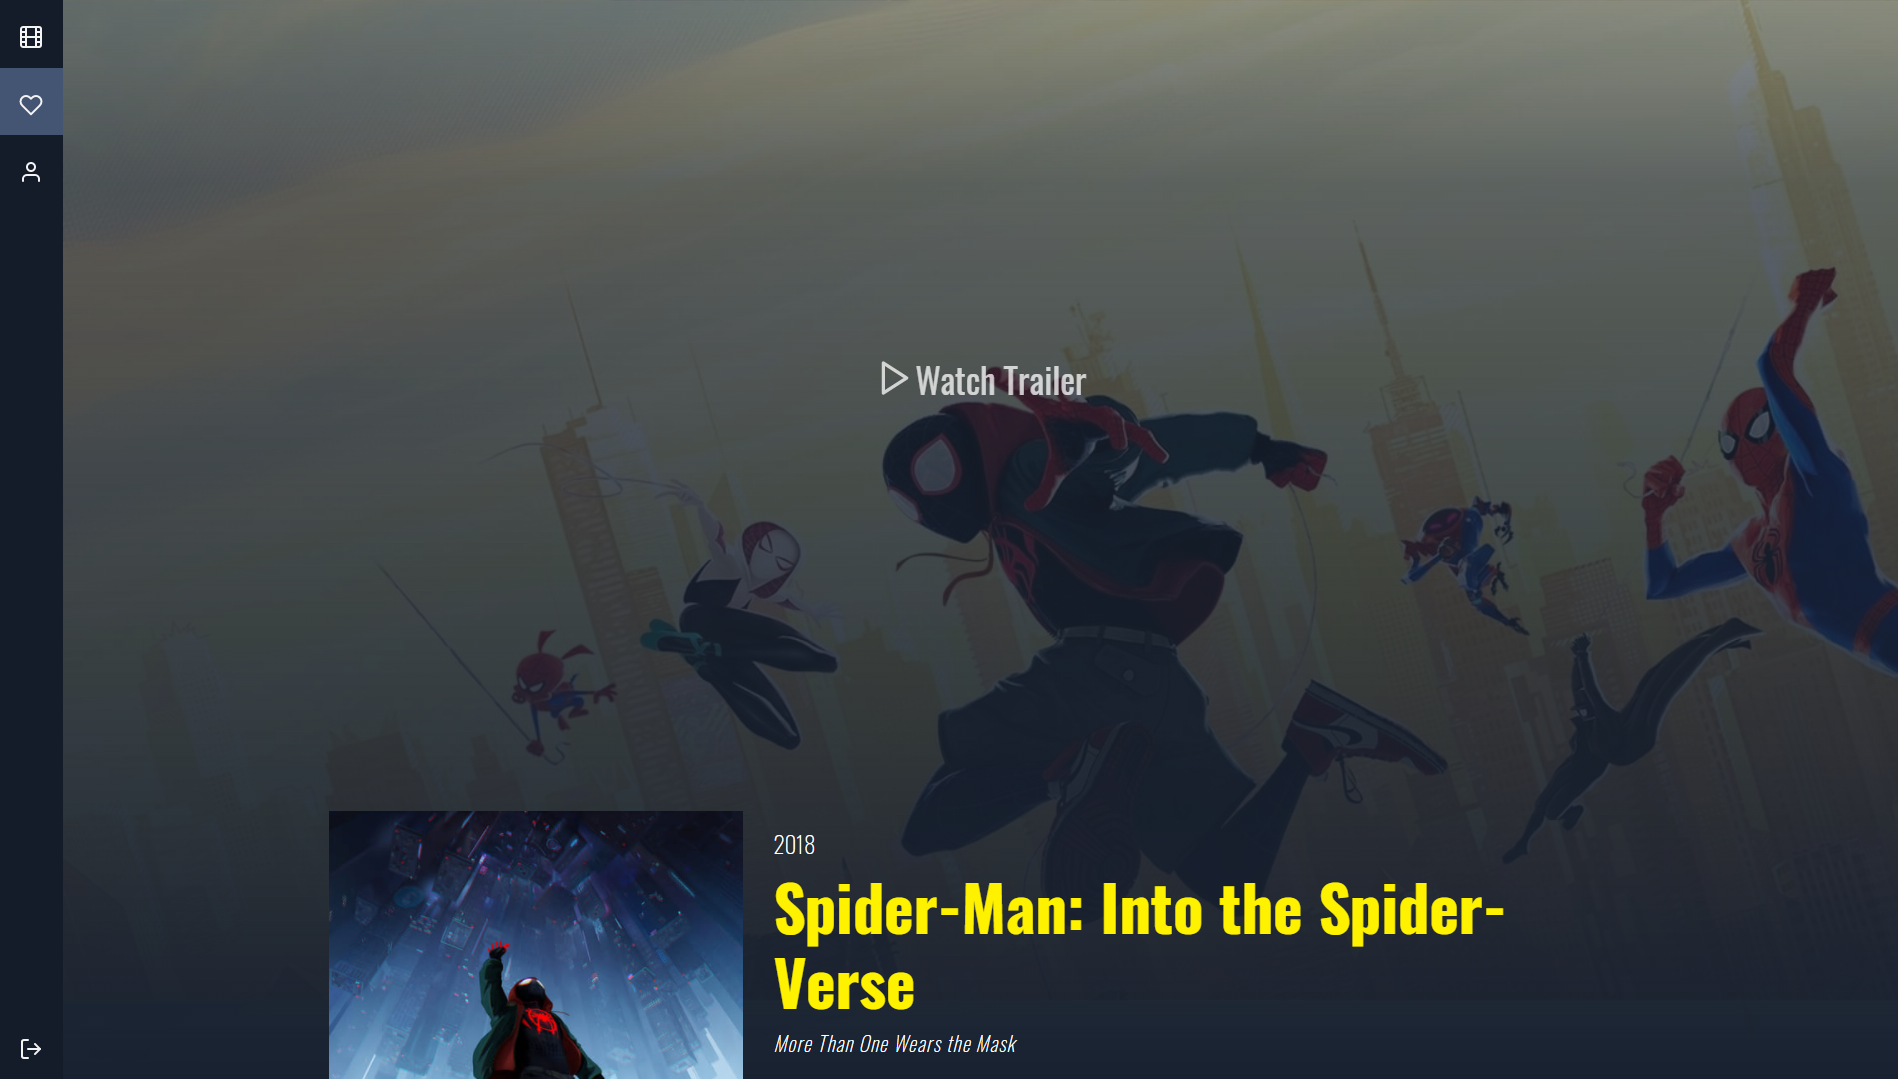 Watch Trailer
2018
Spider-Man: Into the Spider-
Verse
More Than One Wears the Mask